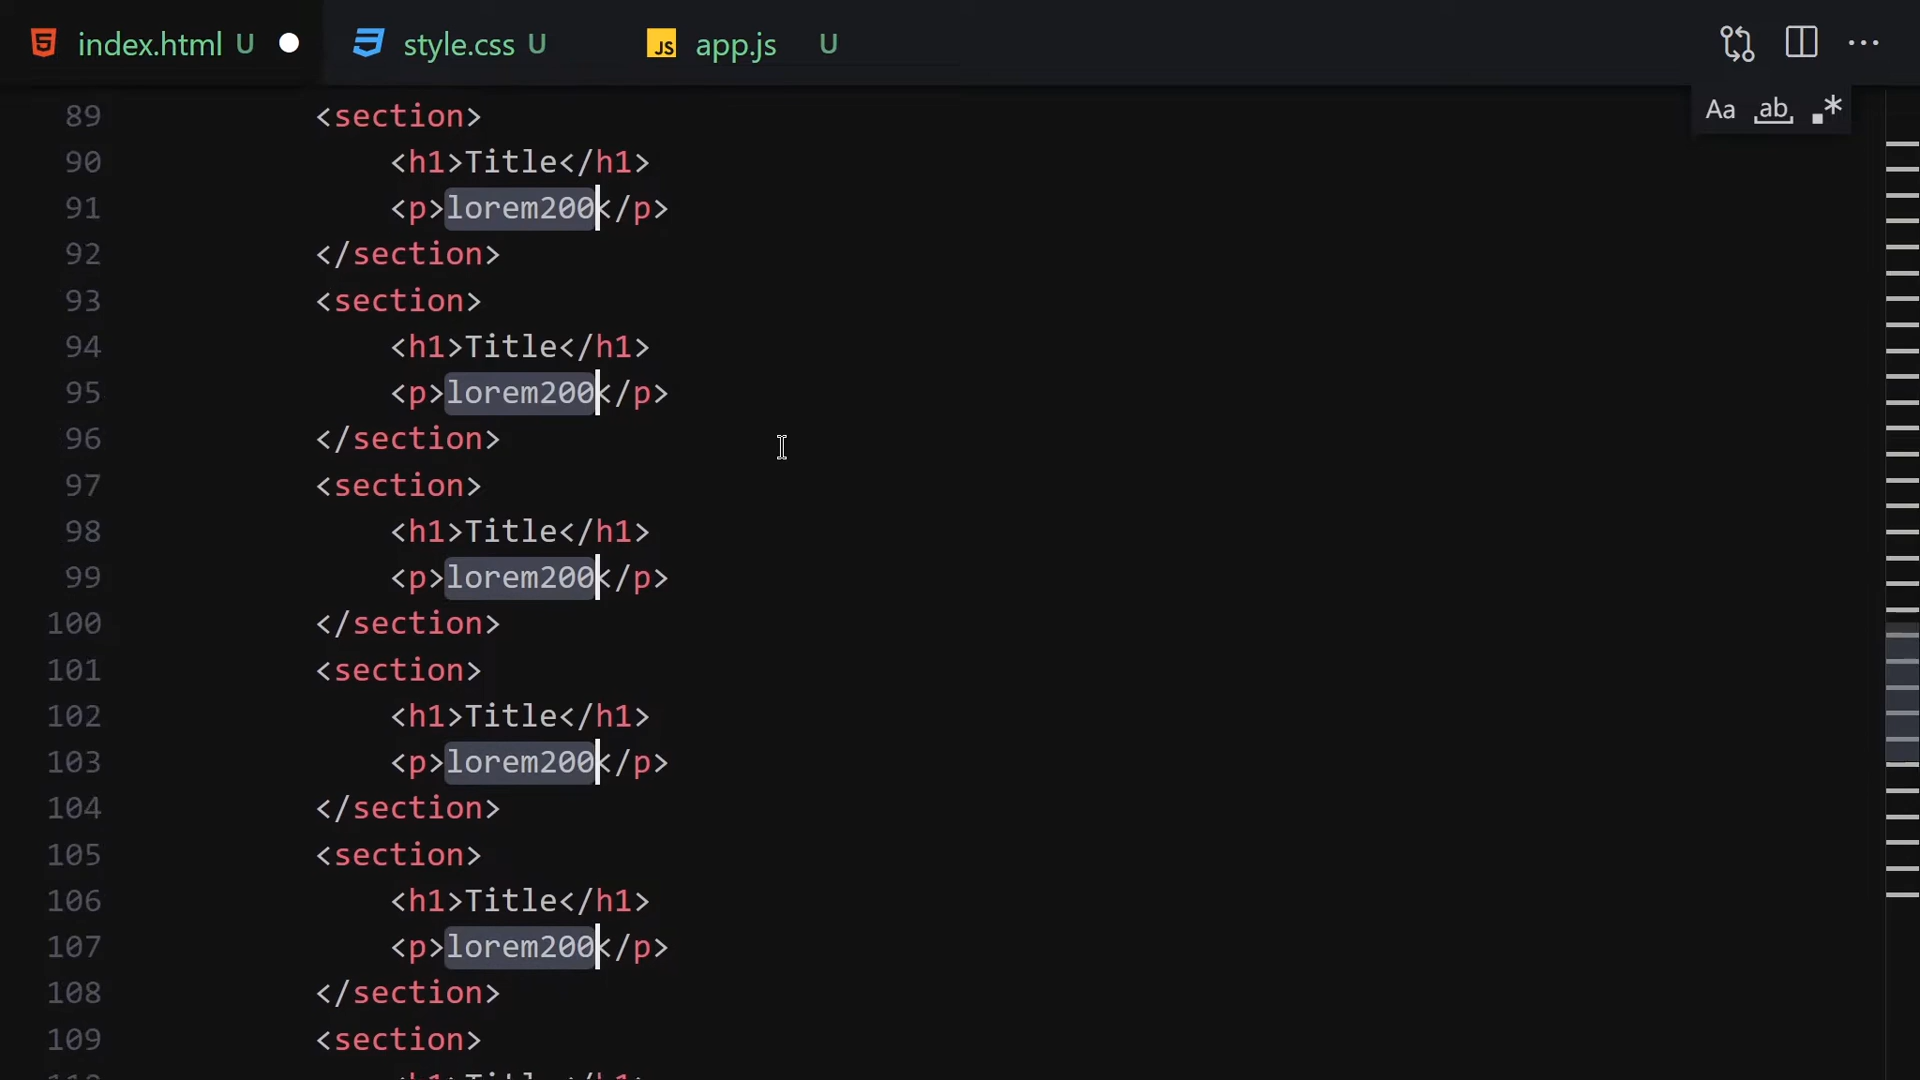 index.html U style.css U JS app.js U
Aa ab
89 <section>
90 <h1>Title</h1>
91 <p>lorem200</p>
92 </section>
93 <section>
94 <h1>Title</h1>
95 <p>lorem200</p>
96 </section>
97 <section>
98 <h1>Title</h1>
99 <p>lorem200</p>
100 </section>
101 <section>
102 <h1>Title</h1>
103 <p>lorem200</p>
104 </section>
105 <section>
106 <h1>Title</h1>
107 <p>lorem200</p>
108 </section>
109 <section>